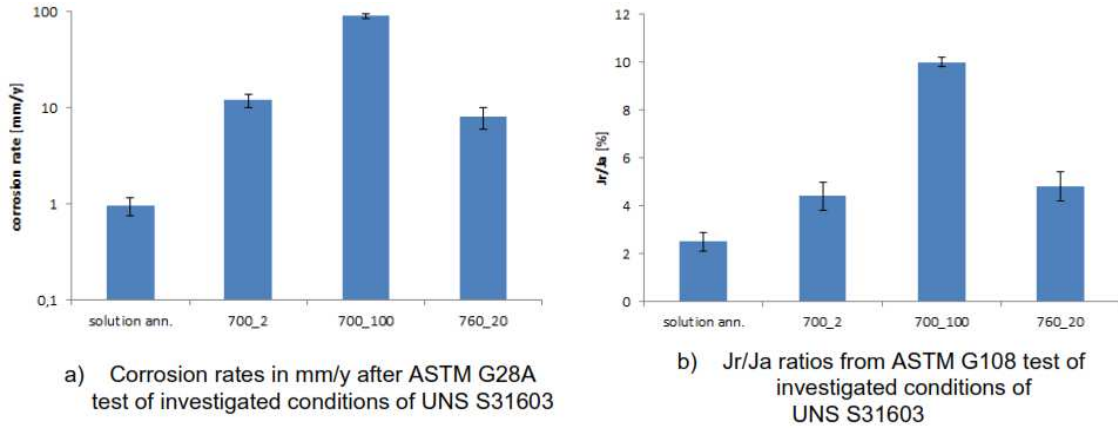 100
10
1
0,1
corrosion rate [mm/y]
solution ann. 700_2 700_100 760_20
a) Corrosion rates in mm/y after ASTM G28A
test of investigated conditions of UNS S31603
12
10
8
6
4
2
0
Jr/Ja [%]
solution ann. 700_2 700_100 760_20
b) Jr/Ja ratios from ASTM G108 test of
investigated conditions of
UNS S31603